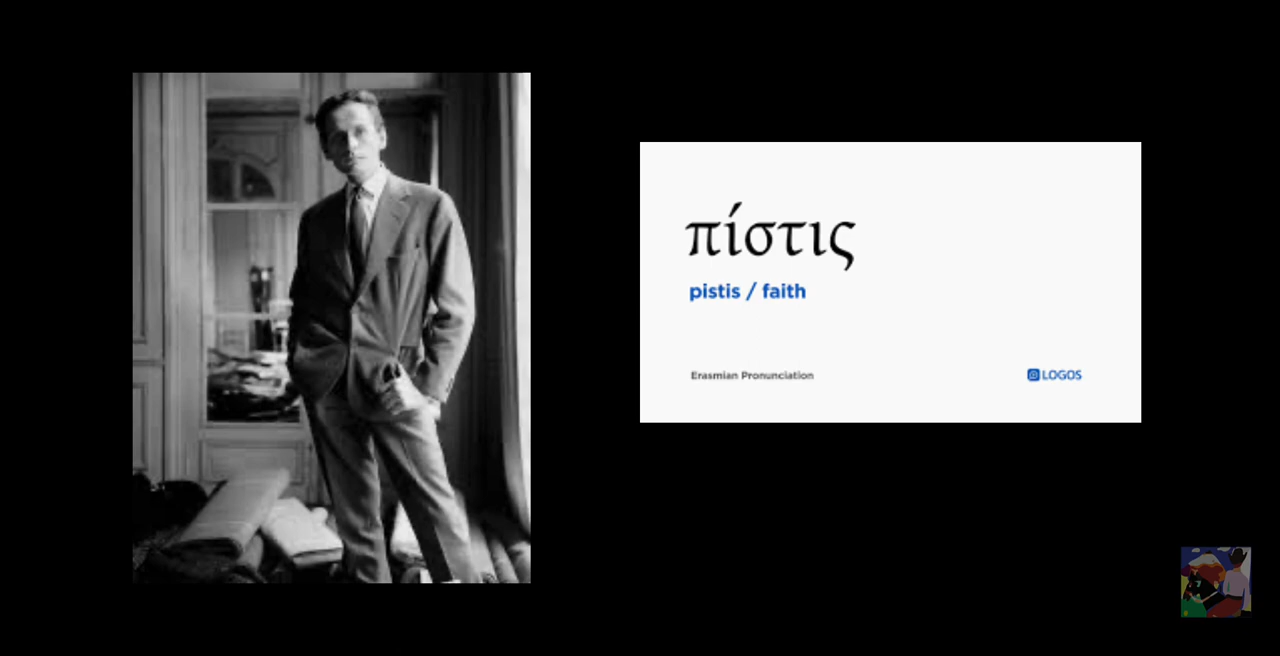 πίστις
pistis / faith
Erasmian Pronunciation
LOGOS